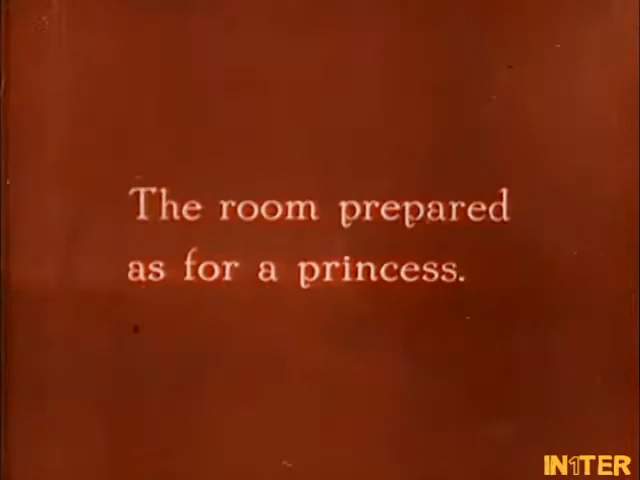 The room prepared
as for a princess.
IN1TER